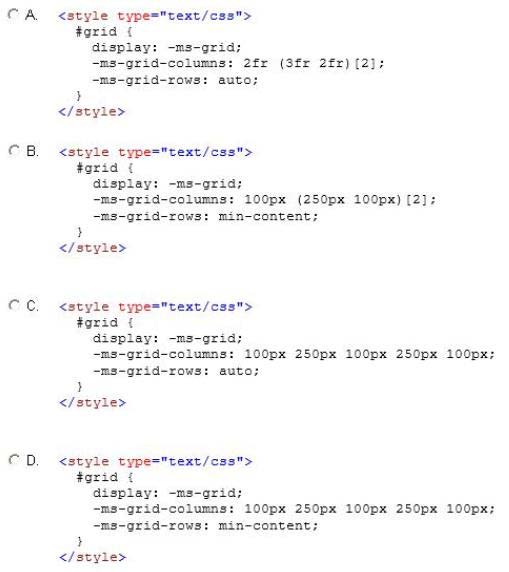 A. <style type="text/css">
#grid {
display: -ms-grid;
-ms-grid-columns: 2fr (3fr 2fr)[2];
-ms-grid-rows: auto;
}
</style>
B. <style type="text/css">
#grid {
display: -ms-grid;
-ms-grid-columns: 100px (250px 100px)[2];
-ms-grid-rows: min-content;
}
</style>
C. <style type="text/css">
#grid {
display: -ms-grid;
-ms-grid-columns: 100px 250px 100px 250px 100px;
-ms-grid-rows: auto;
}
</style>
D. <style type="text/css">
#grid {
display: -ms-grid;
-ms-grid-columns: 100px 250px 100px 250px 100px;
-ms-grid-rows: min-content;
}
</style>